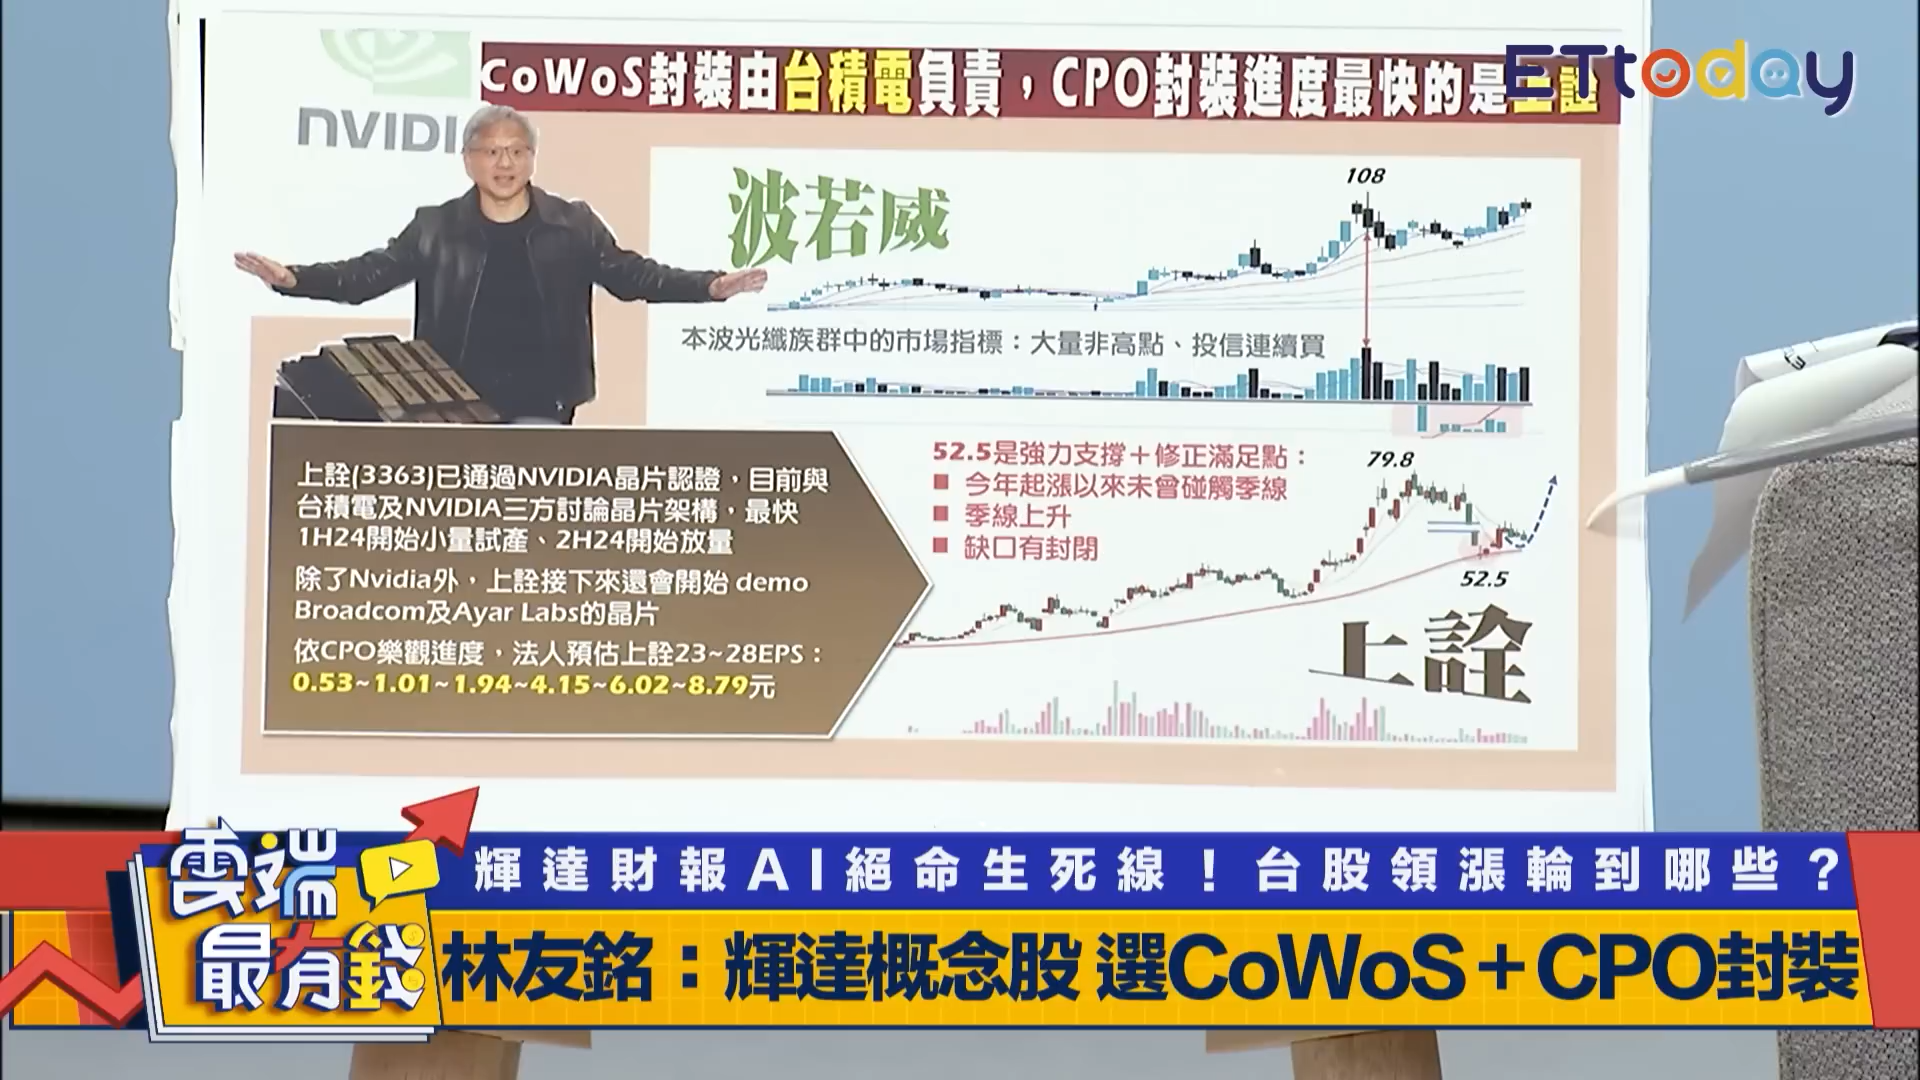 ETtoday
CoWoS封裝由台積電負責，CPO封裝進度最快的是上詮
NVIDI
波若威
108
本波光纖族群中的市場指標：大量非高點、投信連續買
52.5是強力支撐＋修正滿足點：
■ 今年起漲以來未曾碰觸季線
■ 季線上升
■ 缺口有封閉
79.8
52.5
上詮
上詮(3363)已通過NVIDIA晶片認證，目前與
台積電及NVIDIA三方討論晶片架構，最快
1H24開始小量試產、2H24開始放量
除了Nvidia外，上詮接下來還會開始 demo
Broadcom及Ayar Labs的晶片
依CPO樂觀進度，法人預估上詮23~28EPS：
0.53~1.01~1.94~4.15~6.02~8.79元
雲端
最有錢
輝達財報AI絕命生死線！台股領漲輪到哪些？
林友銘：輝達概念股 選CoWoS＋CPO封裝